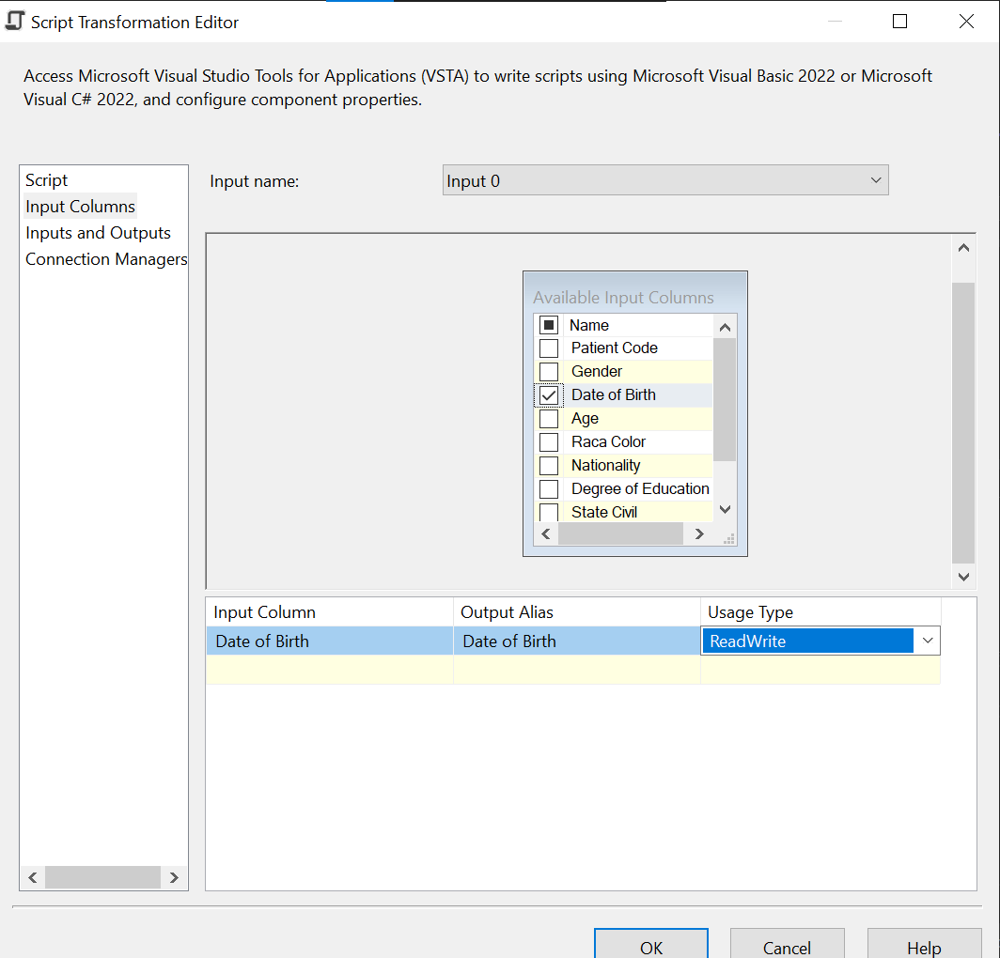 Script Transformation Editor
Access Microsoft Visual Studio Tools for Applications (VSTA) to write scripts using Microsoft Visual Basic 2022 or Microsoft
Visual C# 2022, and configure component properties.
Script
Input Columns
Inputs and Outputs
Connection Managers
Input name:
Input 0
Available Input Columns
Name
Patient Code
Gender
Date of Birth
Age
Raca Color
Nationality
Degree of Education
State Civil
Input Column Output Alias Usage Type
Date of Birth Date of Birth ReadWrite
OK Cancel Help